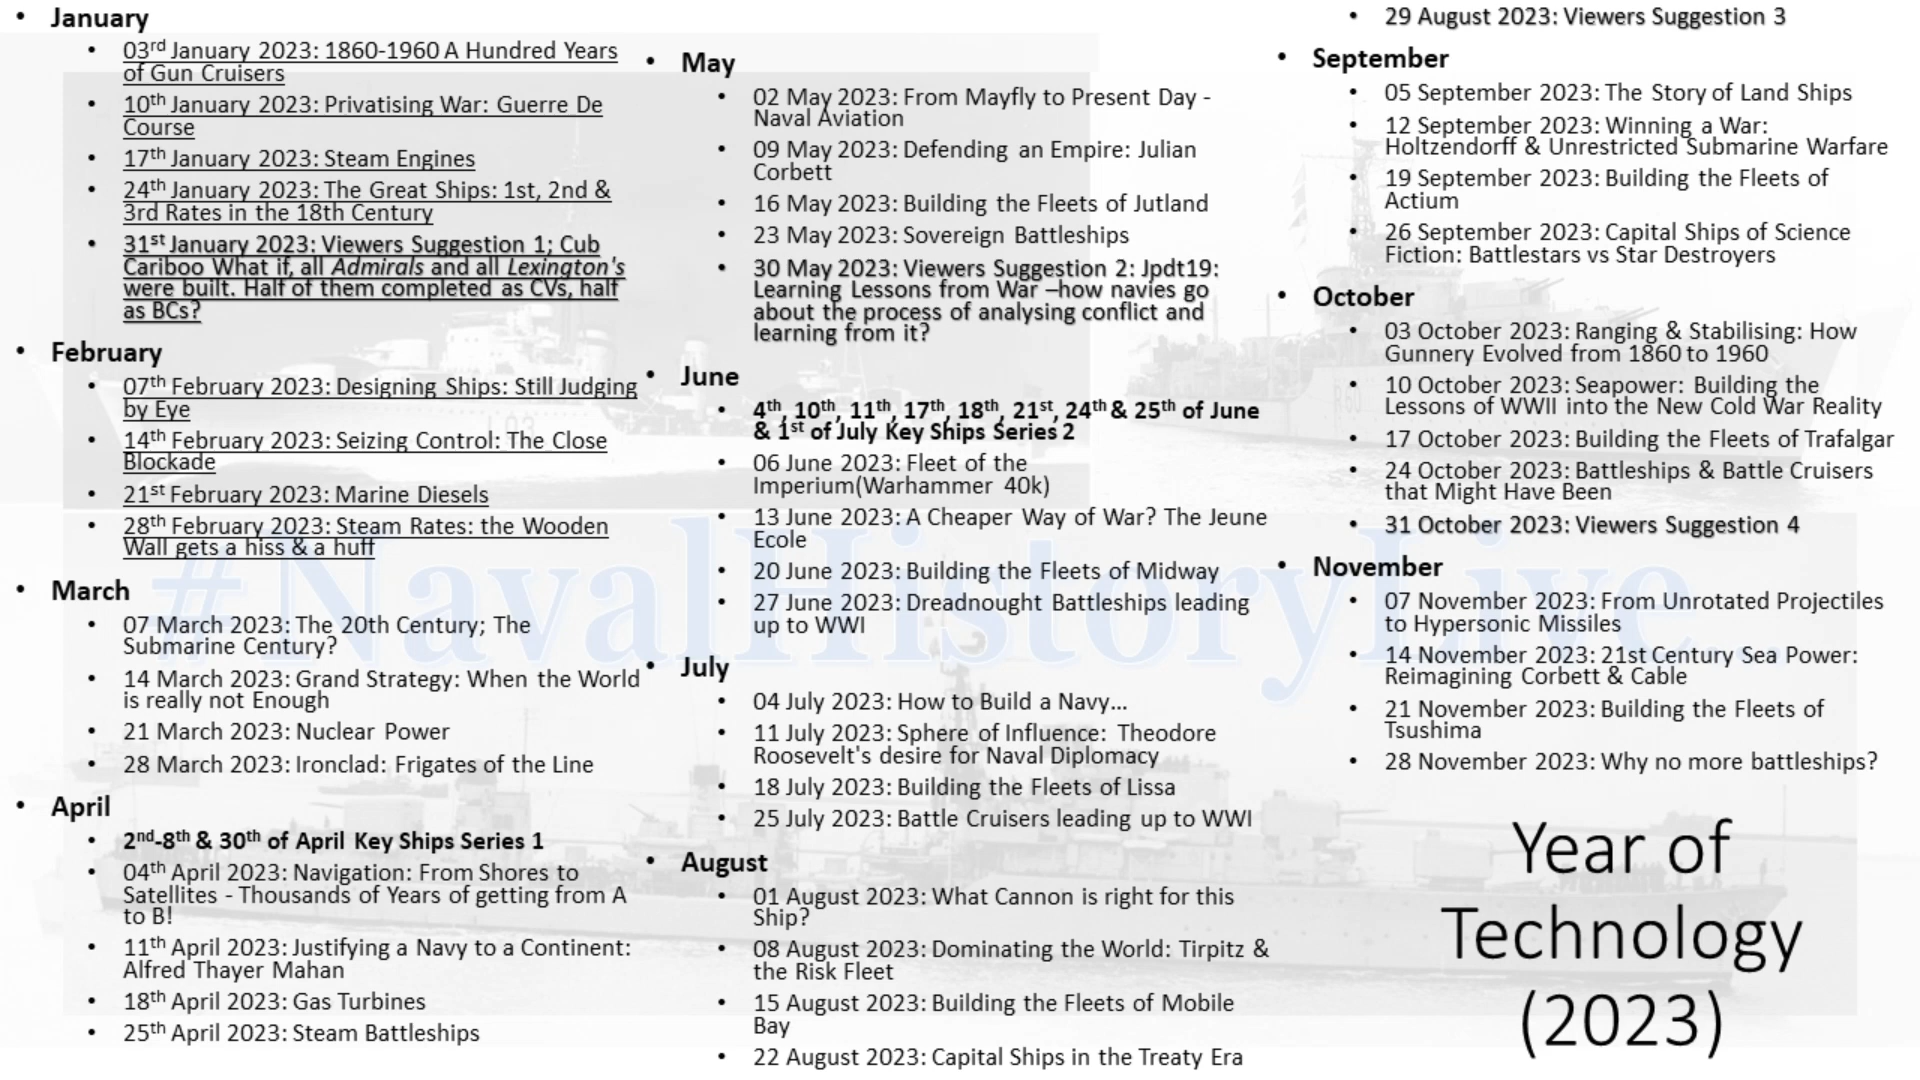 January
03rd January 2023: 1860-1960 A Hundred Years
of Gun Cruisers
10th January 2023: Privatising War: Guerre De
Course
17th January 2023: Steam Engines
24th January 2023: The Great Ships: 1st, 2nd &
3rd Rates in the 18th Century
31st January 2023: Viewers Suggestion 1; Cub
Cariboo What if, all Admirals and all Lexington's
were built. Half of them completed as CVs, half
as BCs?
February
07th February 2023: Designing Ships: Still Judging
by Eye
14th February 2023: Seizing Control: The Close
Blockade
21st February 2023: Marine Diesels
28th February 2023: Steam Rates: the Wooden
Wall gets a hiss & a huff
March
07 March 2023: The 20th Century; The
Submarine Century?
14 March 2023: Grand Strategy: When the World
is really not Enough
21 March 2023: Nuclear Power
28 March 2023: Ironclad: Frigates of the Line
April
2nd-8th & 30th of April Key Ships Series 1
04th April 2023: Navigation: From Shores to
Satellites - Thousands of Years of getting from A
to B!
11th April 2023: Justifying a Navy to a Continent:
Alfred Thayer Mahan
18th April 2023: Gas Turbines
25th April 2023: Steam Battleships
May
02 May 2023: From Mayfly to Present Day -
Naval Aviation
09 May 2023: Defending an Empire: Julian
Corbett
16 May 2023: Building the Fleets of Jutland
23 May 2023: Sovereign Battleships
30 May 2023: Viewers Suggestion 2: Jpdt19:
Learning Lessons from War –how navies go
about the process of analysing conflict and
learning from it?
June
4th, 10th, 11th, 17th, 18th, 21st, 24th & 25th of June
& 1st of July Key Ships Series 2
06 June 2023: Fleet of the
Imperium(Warhammer 40k)
13 June 2023: A Cheaper Way of War? The Jeune
Ecole
20 June 2023: Building the Fleets of Midway
27 June 2023: Dreadnought Battleships leading
up to WWI
July
04 July 2023: How to Build a Navy...
11 July 2023: Sphere of Influence: Theodore
Roosevelt's desire for Naval Diplomacy
18 July 2023: Building the Fleets of Lissa
25 July 2023: Battle Cruisers leading up to WWI
August
01 August 2023: What Cannon is right for this
Ship?
08 August 2023: Dominating the World: Tirpitz &
the Risk Fleet
15 August 2023: Building the Fleets of Mobile
Bay
22 August 2023: Capital Ships in the Treaty Era
29 August 2023: Viewers Suggestion 3
September
05 September 2023: The Story of Land Ships
12 September 2023: Winning a War:
Holtzendorff & Unrestricted Submarine Warfare
19 September 2023: Building the Fleets of
Actium
26 September 2023: Capital Ships of Science
Fiction: Battlestars vs Star Destroyers
October
03 October 2023: Ranging & Stabilising: How
Gunnery Evolved from 1860 to 1960
10 October 2023: Seapower: Building the
Lessons of WWII into the New Cold War Reality
17 October 2023: Building the Fleets of Trafalgar
24 October 2023: Battleships & Battle Cruisers
that Might Have Been
31 October 2023: Viewers Suggestion 4
November
07 November 2023: From Unrotated Projectiles
to Hypersonic Missiles
14 November 2023: 21st Century Sea Power:
Reimagining Corbett & Cable
21 November 2023: Building the Fleets of
Tsushima
28 November 2023: Why no more battleships?
Year of
Technology
(2023)
#NavalHistoryLive...
L03
R60